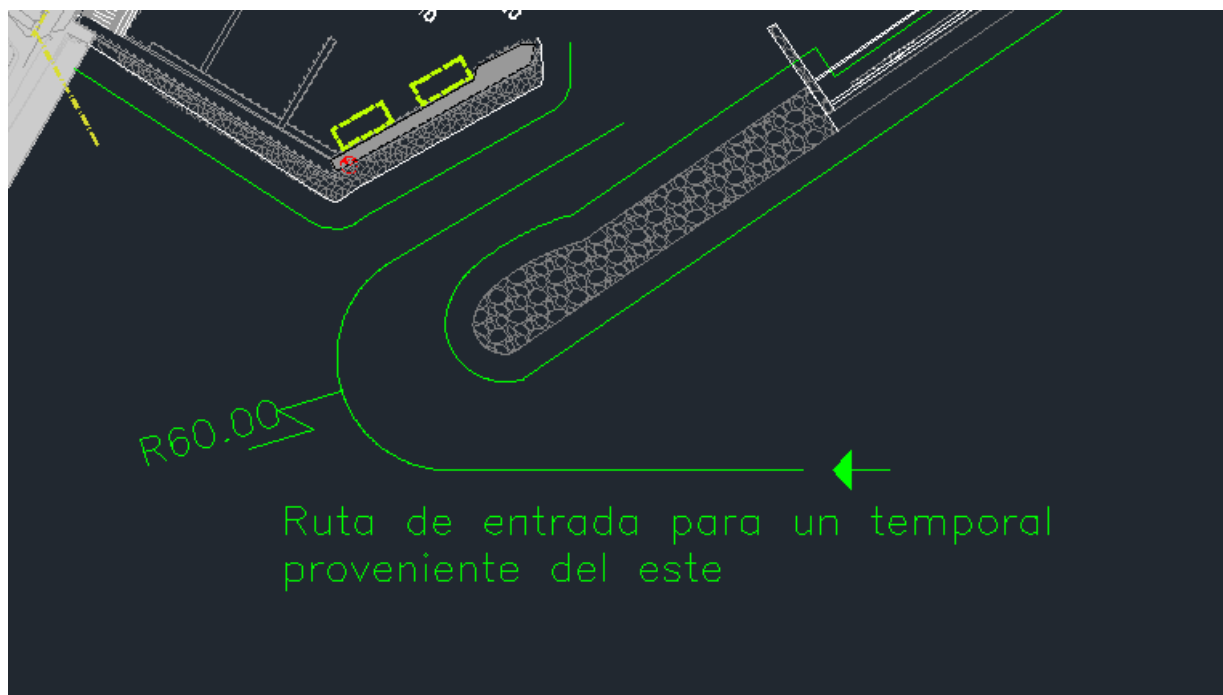 R60.00
Ruta de entrada para un temporal
proveniente del este